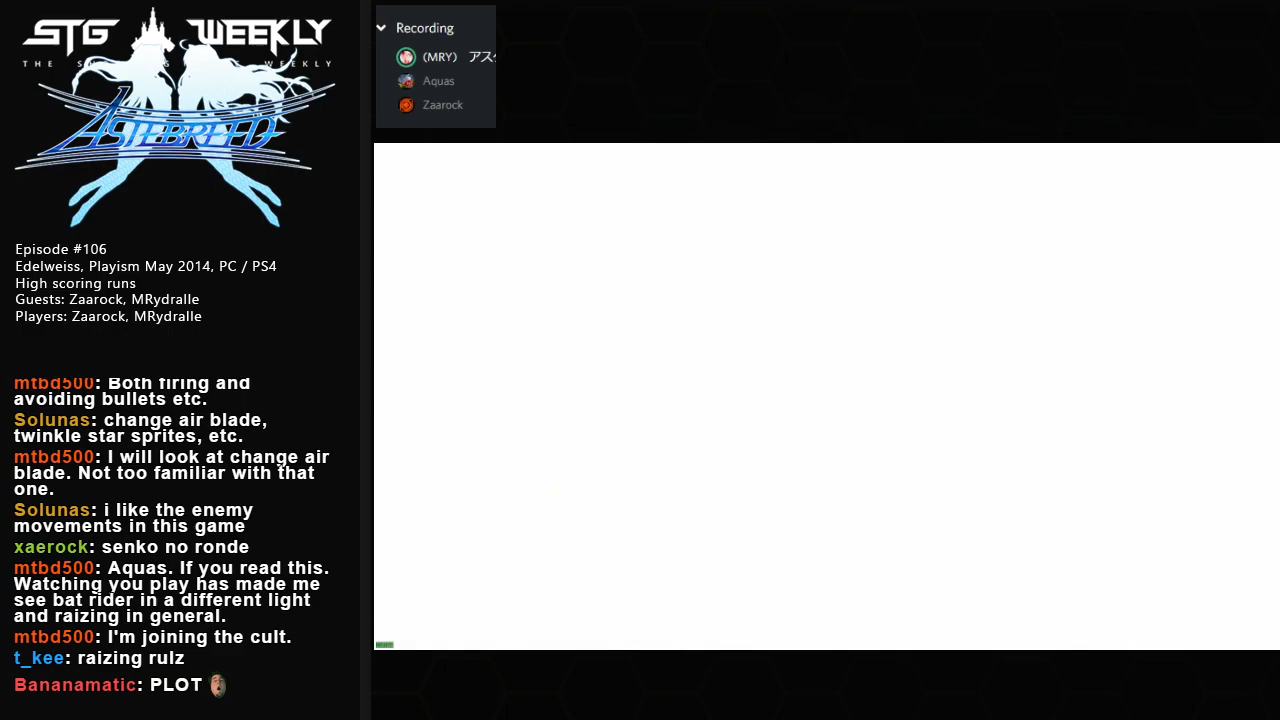 STG WEEKLY
ASTEBREED
Episode #106
Edelweiss, Playism May 2014, PC / PS4
High scoring runs
Guests: Zaarock, MRydralle
Players: Zaarock, MRydralle
Recording
(MRY) アスタ
Aquas
Zaarock
mtbd500: Both firing and
avoiding bullets etc.
Solunas: change air blade,
twinkle star sprites, etc.
mtbd500: I will look at change air
blade. Not too familiar with that
one.
Solunas: i like the enemy
movements in this game
xaerock: senko no ronde
mtbd500: Aquas. If you read this.
Watching you play has made me
see bat rider in a different light
and raizing in general.
mtbd500: I'm joining the cult.
t_kee: raizing rulz
Bananamatic: PLOT